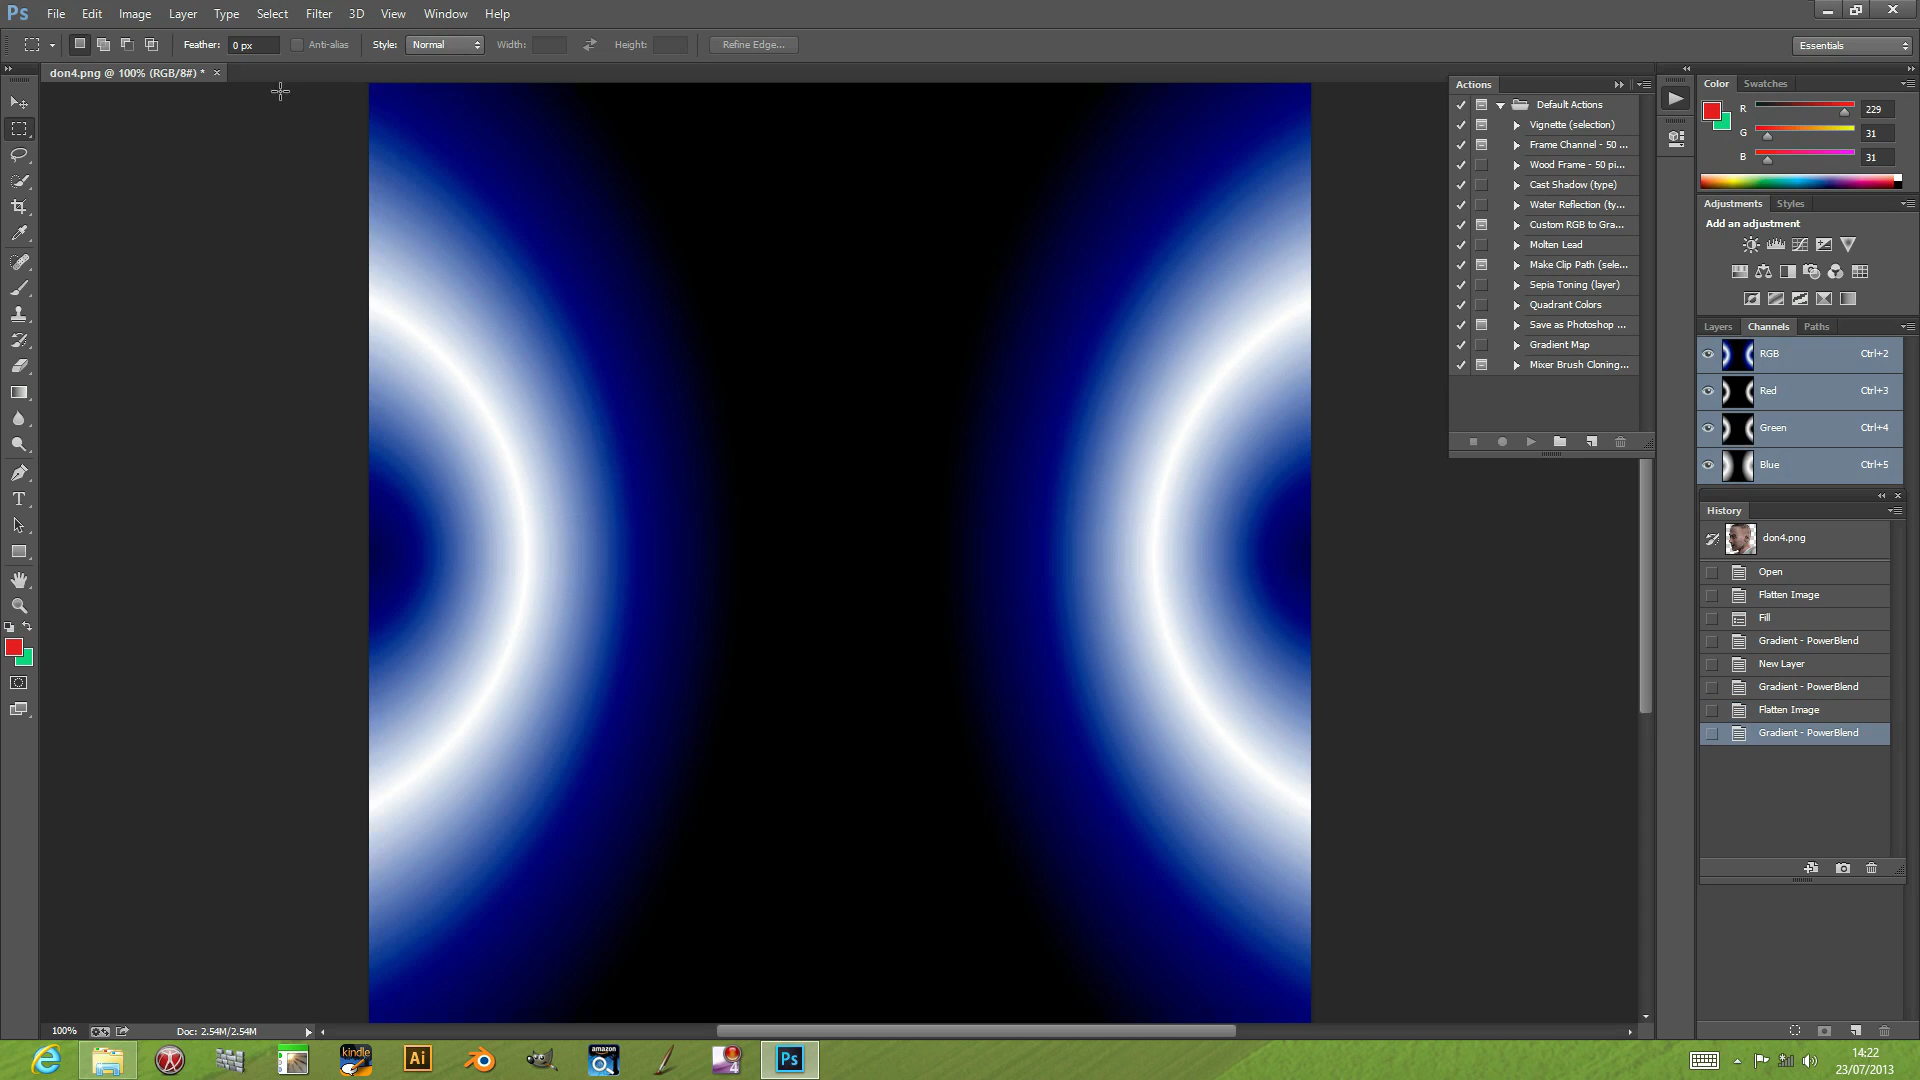 Ps File Edit Image Layer Type Select Filter 3D View Window Help
Feather: 0 px Anti-alias Style: Normal Width: Height: Refine Edge... Essentials
don4.png @ 100% (RGB/8#) * ×
Actions
Default Actions
Vignette (selection)
Frame Channel - 50 ...
Wood Frame - 50 pi...
Cast Shadow (type)
Water Reflection (ty...
Custom RGB to Gra...
Molten Lead
Make Clip Path (sele...
Sepia Toning (layer)
Quadrant Colors
Save as Photoshop ...
Gradient Map
Mixer Brush Cloning...
Color Swatches
R 229
G 31
B 31
Adjustments Styles
Add an adjustment
Layers Channels Paths
RGB Ctrl+2
Red Ctrl+3
Green Ctrl+4
Blue Ctrl+5
History
don4.png
Open
Flatten Image
Fill
Gradient - PowerBlend
New Layer
Gradient - PowerBlend
Flatten Image
Gradient - PowerBlend
T
100% Doc: 2.54M/2.54M
kindle
Ai
amazon
4
Ps
14:22
23/07/2013